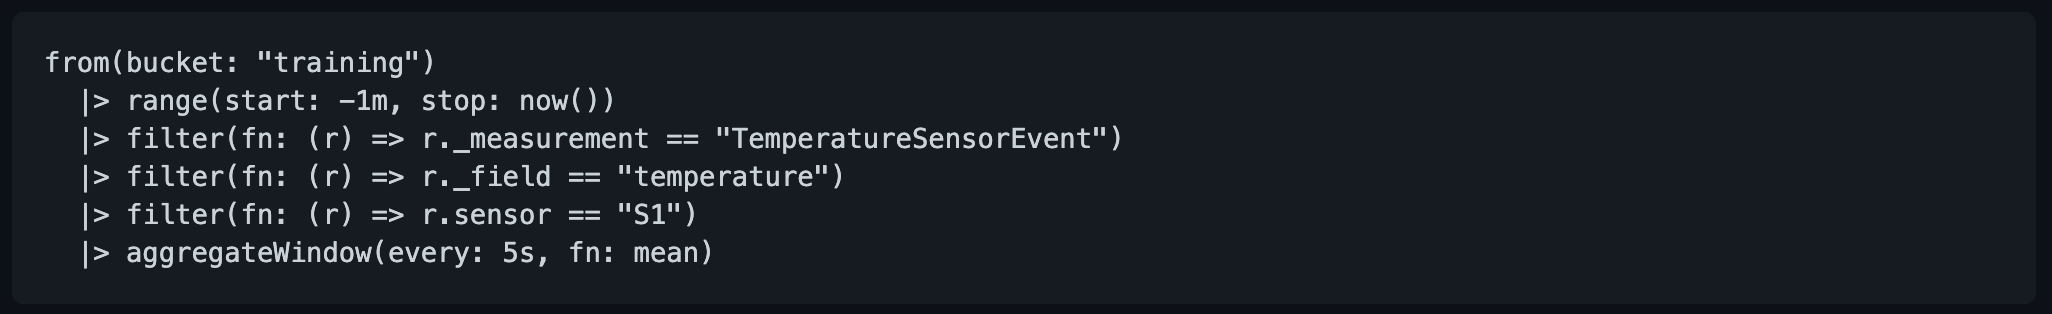 from(bucket: "training")
  |> range(start: -1m, stop: now())
  |> filter(fn: (r) => r._measurement == "TemperatureSensorEvent")
  |> filter(fn: (r) => r._field == "temperature")
  |> filter(fn: (r) => r.sensor == "S1")
  |> aggregateWindow(every: 5s, fn: mean)